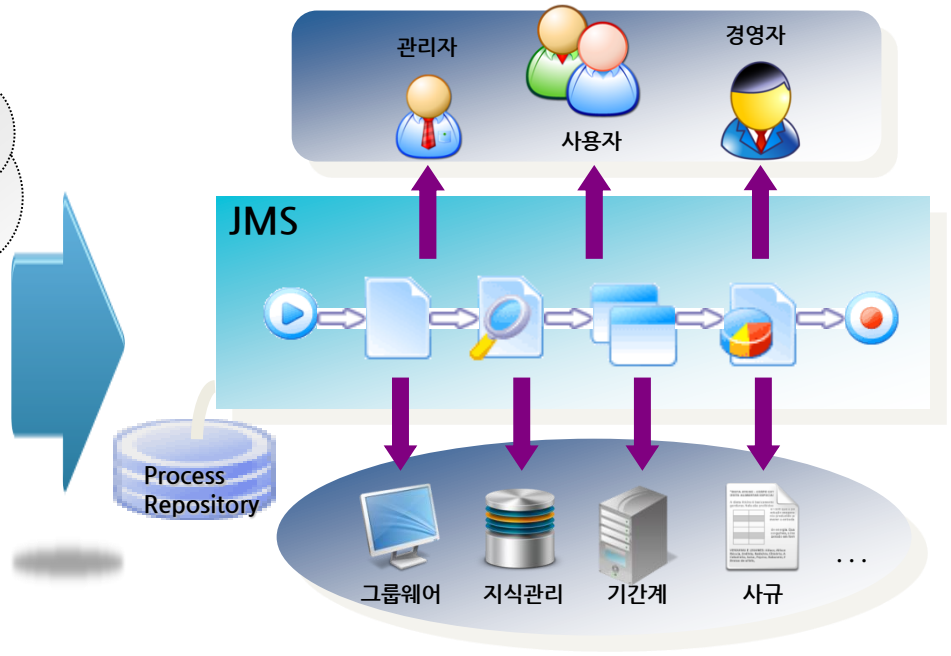 관리자
경영자
사용자
JMS
Process
Repository
그룹웨어
지식관리
기간계
사규
...